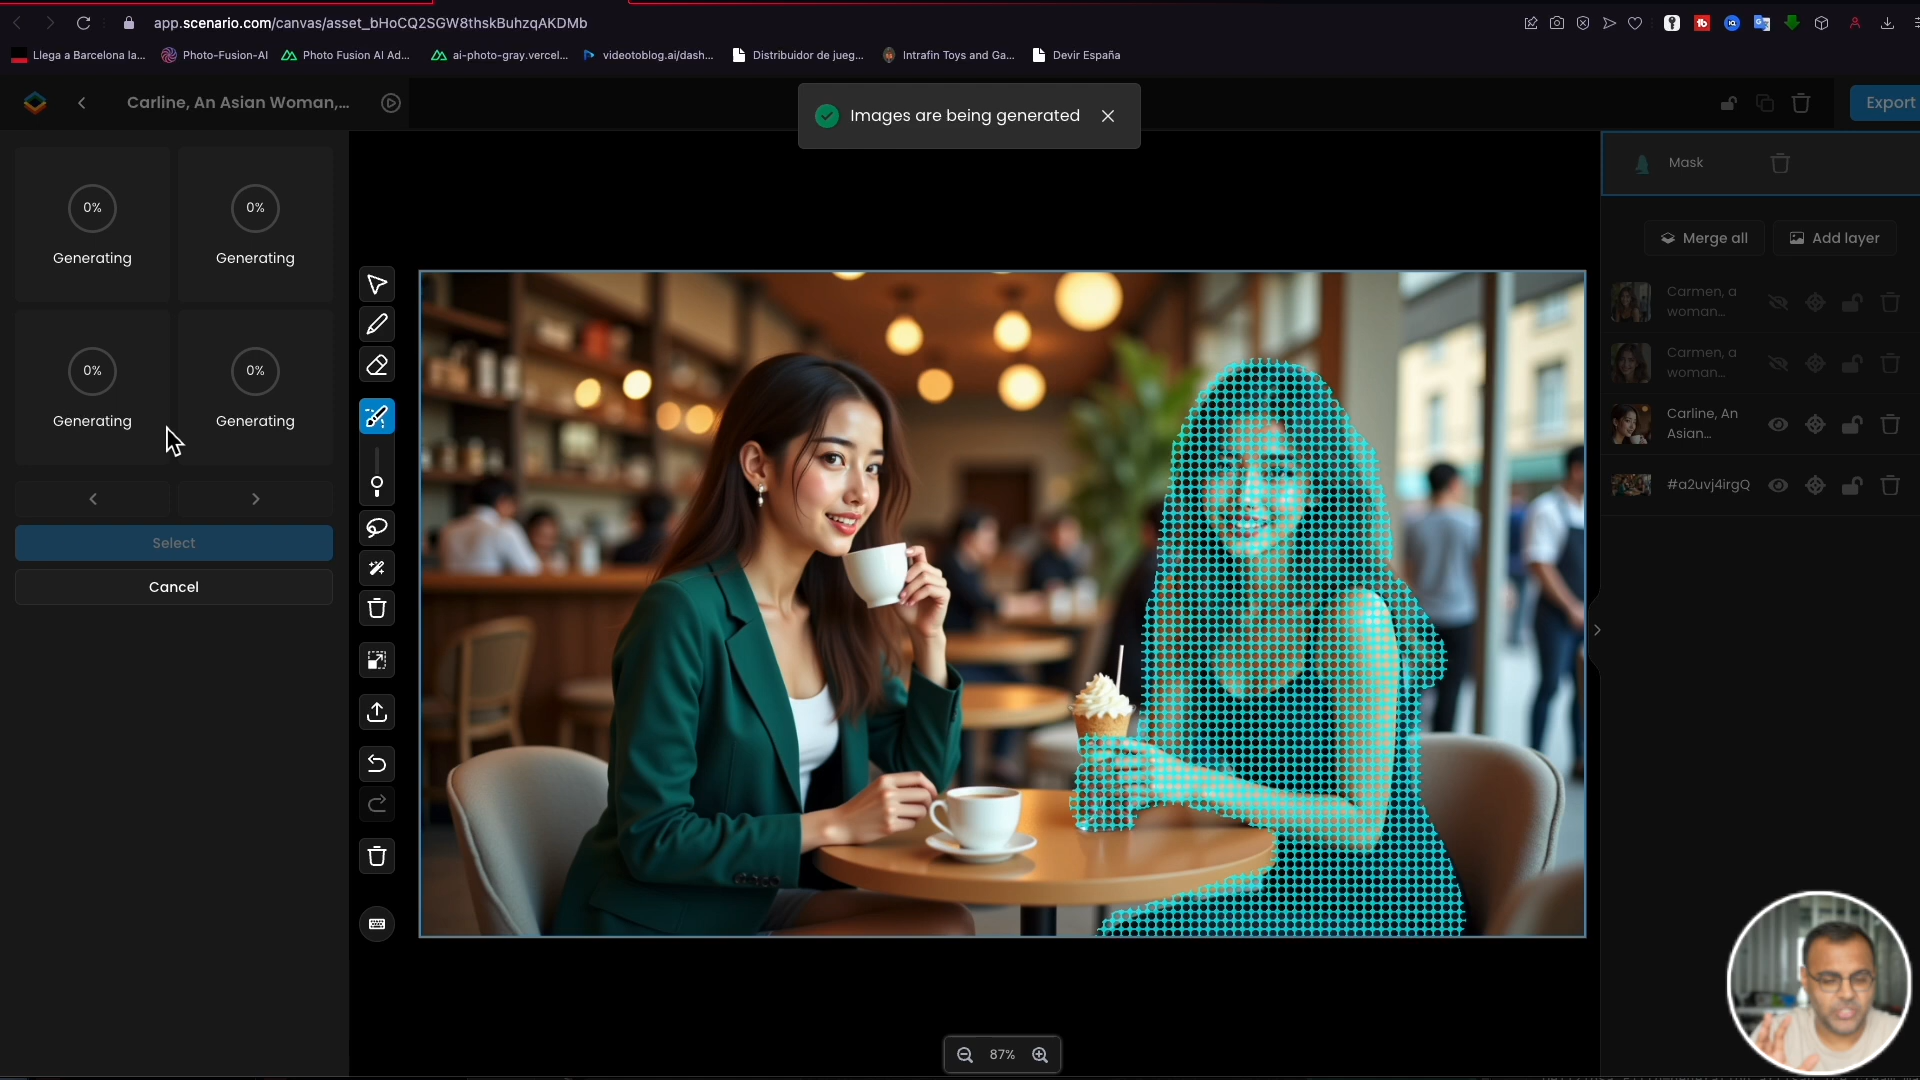 app.scenario.com/canvas/asset_bHoCQ2SGW8thskBuhzqAKDMb
Llega a Barcelona la...
Photo-Fusion-AI
Photo Fusion AI Ad...
ai-photo-gray.vercel...
videotoblog.ai/dash...
Distribuidor de jueg...
Intrafin Toys and Ga...
Devir España
Carline, An Asian Woman,...
Images are being generated
Export
0%
Generating
0%
Generating
0%
Generating
0%
Generating
Select
Cancel
Mask
Merge all
Add layer
Carmen, a
woman...
Carmen, a
woman...
Carline, An
Asian...
#a2uvj4irgQ
87%